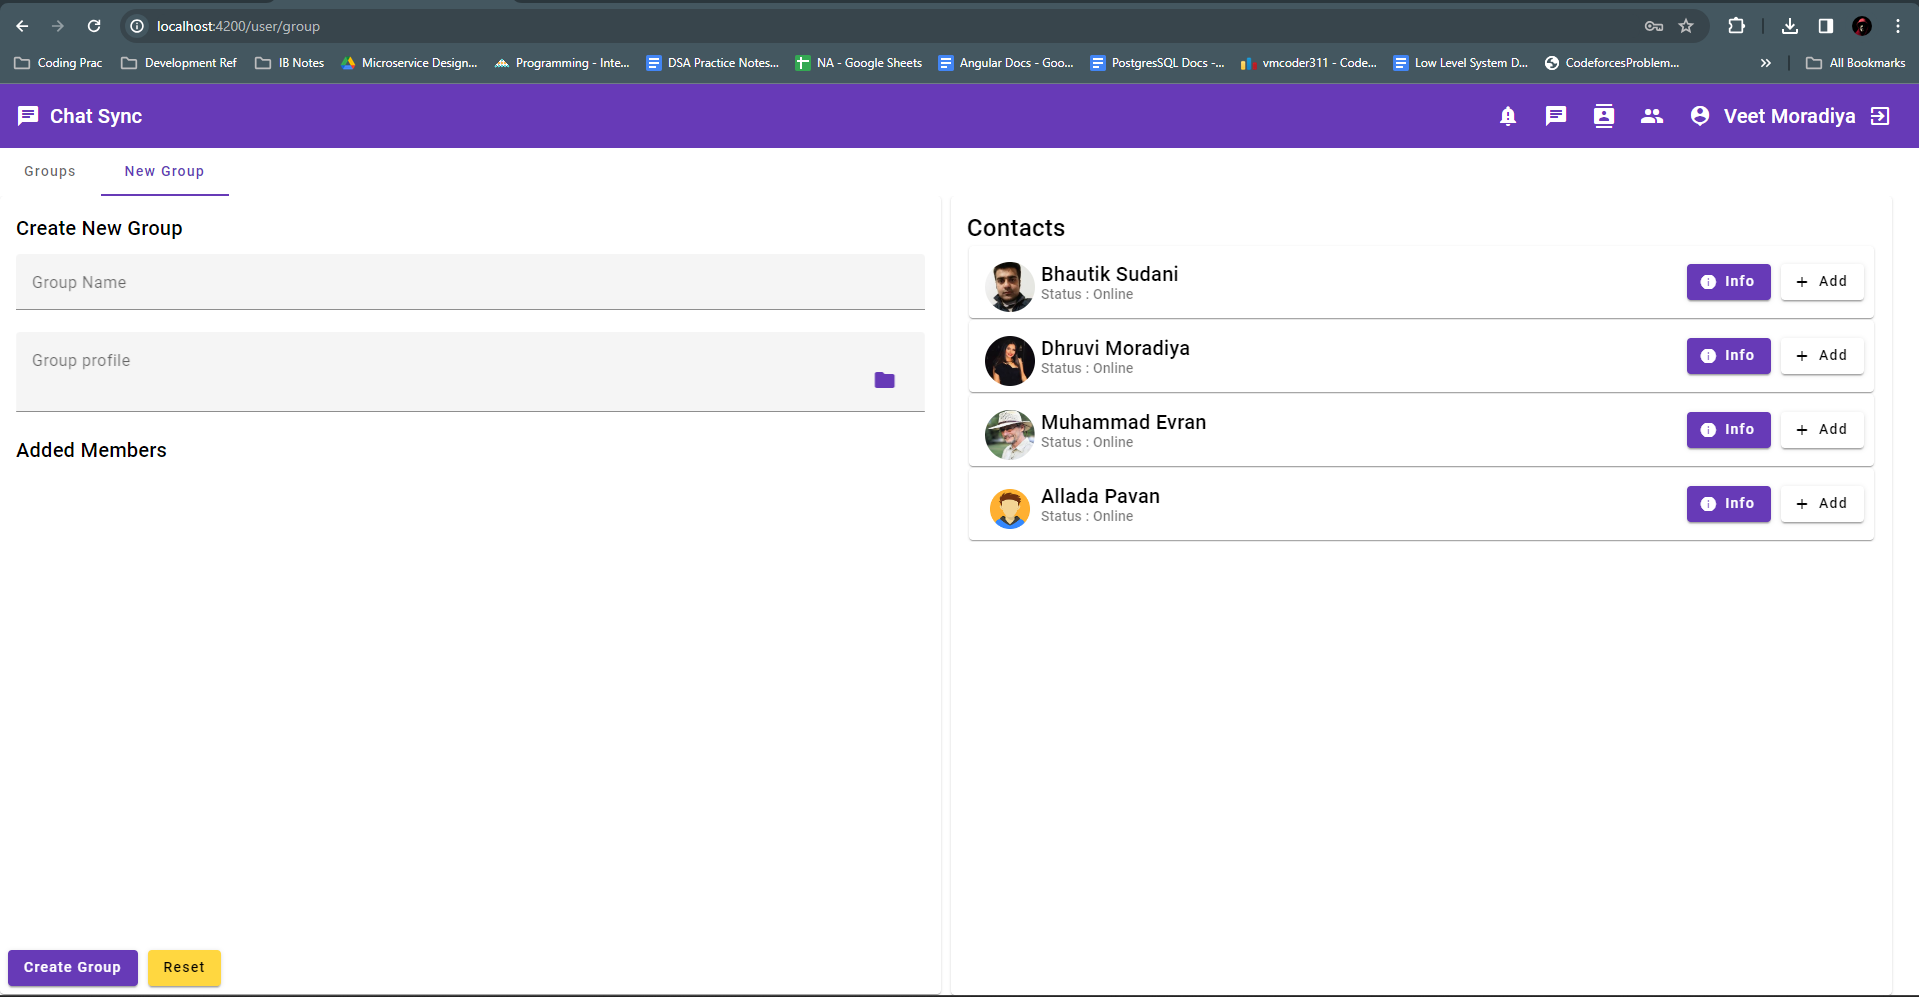 localhost:4200/user/group
Coding Prac Development Ref IB Notes Microservice Design... Programming - Inte... DSA Practice Notes... NA - Google Sheets Angular Docs - Goo... PostgresSQL Docs -... vmcoder311 - Code... Low Level System D... CodeforcesProblem... All Bookmarks
Chat Sync Veet Moradiya
Groups New Group
Create New Group
Group Name
Group profile
Added Members
Create Group Reset
Contacts
Bhautik Sudani
Status : Online
Info + Add
Dhruvi Moradiya
Status : Online
Info + Add
Muhammad Evran
Status : Online
Info + Add
Allada Pavan
Status : Online
Info + Add